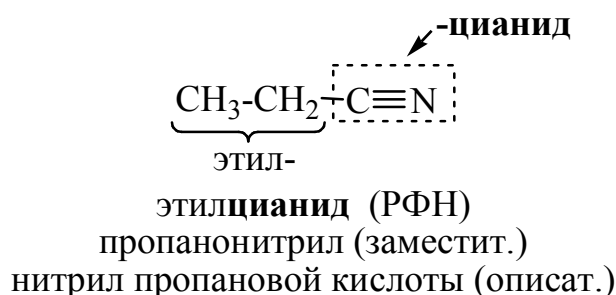 -цианид
CH₃-CH₂-C≡N
этил-
этилцианид (РФН)
пропанонитрил (заместит.)
нитрил пропановой кислоты (описат.)